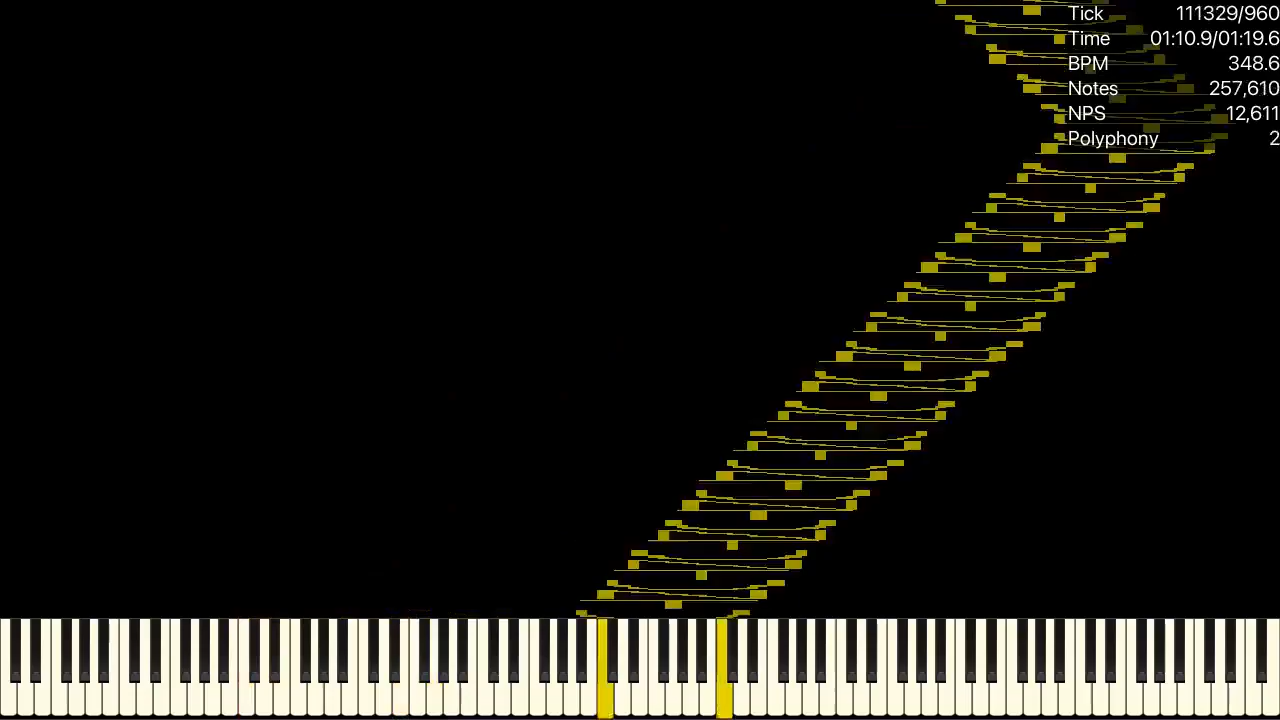 Tick 111329/960
Time 01:10.9/01:19.6
BPM 348.6
Notes 257,610
NPS 12,611
Polyphony 2